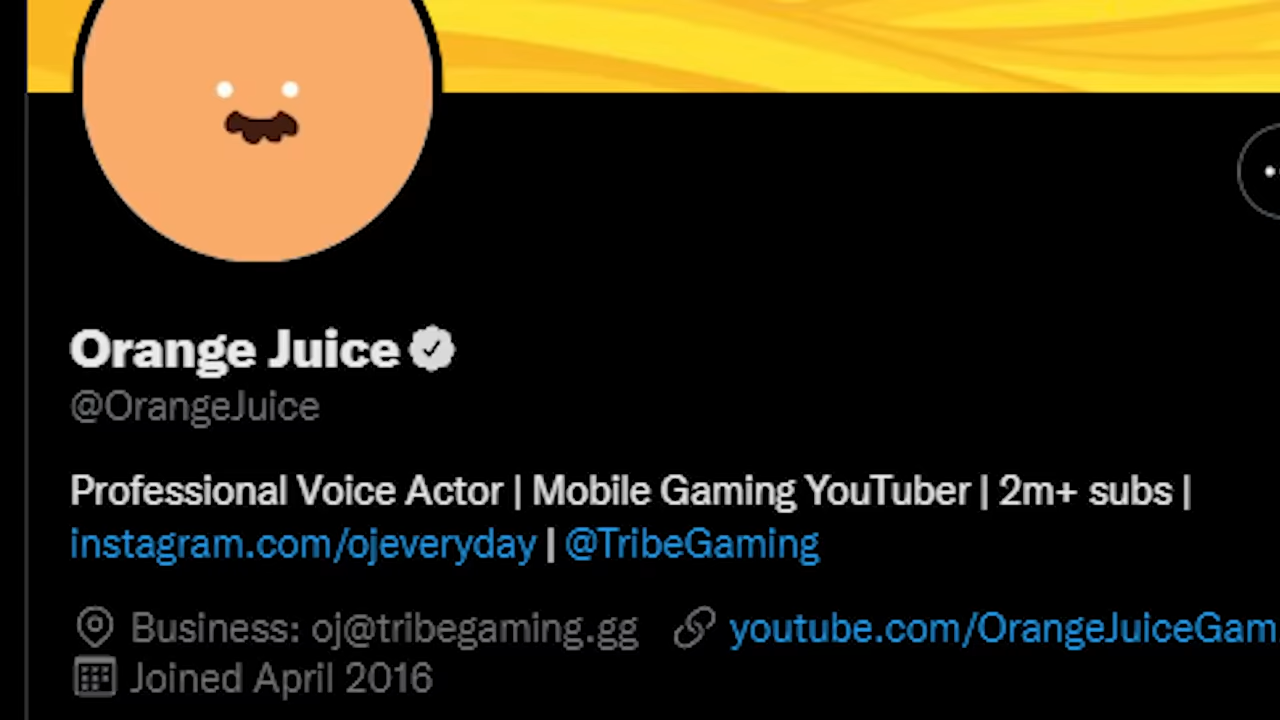 Orange Juice
@OrangeJuice
Professional Voice Actor | Mobile Gaming YouTuber | 2m+ subs |
instagram.com/ojeveryday | @TribeGaming
Business: oj@tribegaming.gg youtube.com/OrangeJuiceGam
Joined April 2016